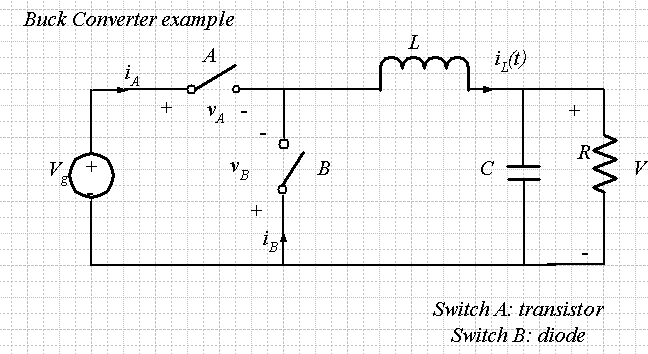 Buck Converter example
A
L
i_A
i_L(t)
+
v_A
-
+
-
V_g
+
-
v_B
B
C
R
V
+
i_B
-
Switch A: transistor
Switch B: diode